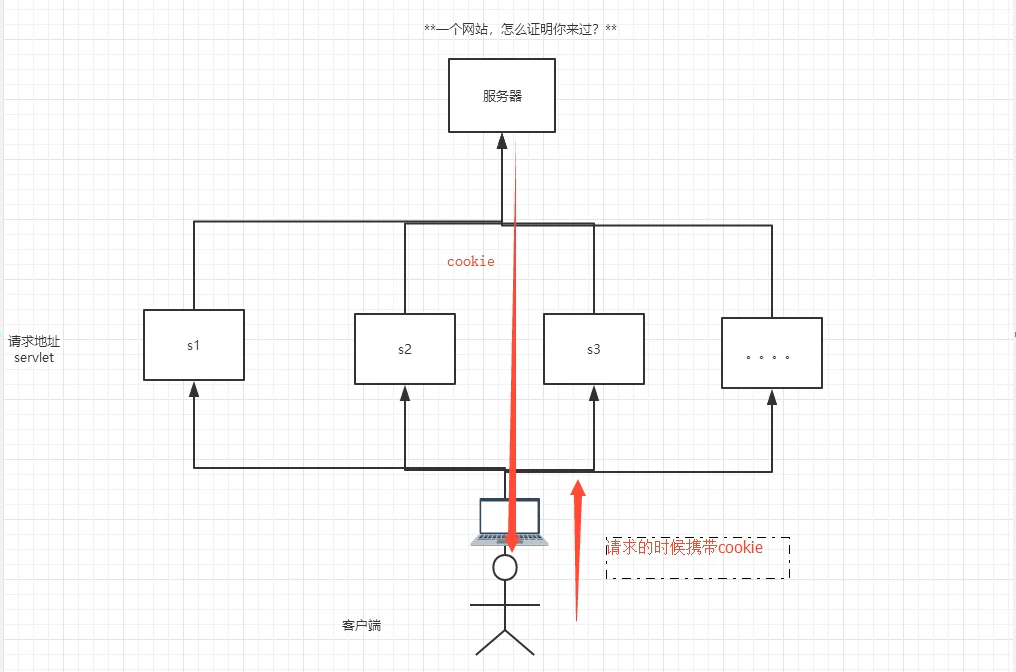 **一个网站，怎么证明你来过？**
服务器
cookie
请求地址
servlet
s1
s2
s3
。。。。
请求的时候携带cookie
客户端